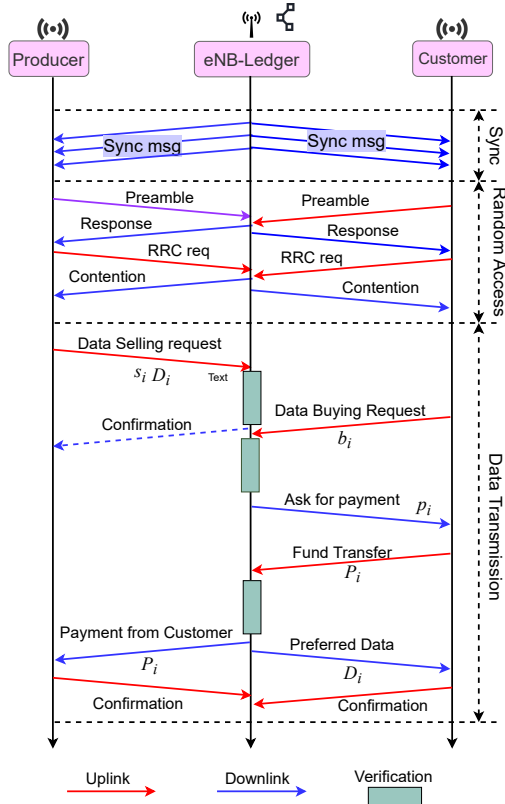 Producer
eNB-Ledger
Customer
Sync msg
Sync msg
Sync
Preamble
Preamble
Response
Response
RRC req
RRC req
Contention
Contention
Random Access
Data Selling request
s_i D_i
Text
Data Buying Request
Confirmation
b_i
Ask for payment
p_i
Fund Transfer
P_i
Payment from Customer
Preferred Data
P_i
D_i
Confirmation
Confirmation
Data Transmission
Uplink
Downlink
Verification